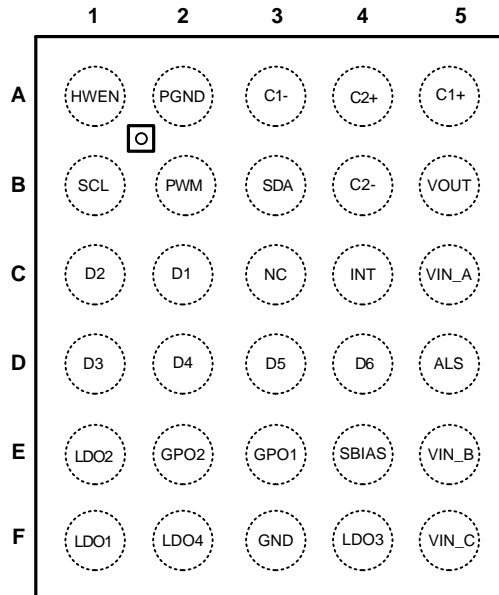 1 2 3 4 5
A HWEN PGND C1- C2+ C1+
B SCL PWM SDA C2- VOUT
C D2 D1 NC INT VIN_A
D D3 D4 D5 D6 ALS
E LDO2 GPO2 GPO1 SBIAS VIN_B
F LDO1 LDO4 GND LDO3 VIN_C